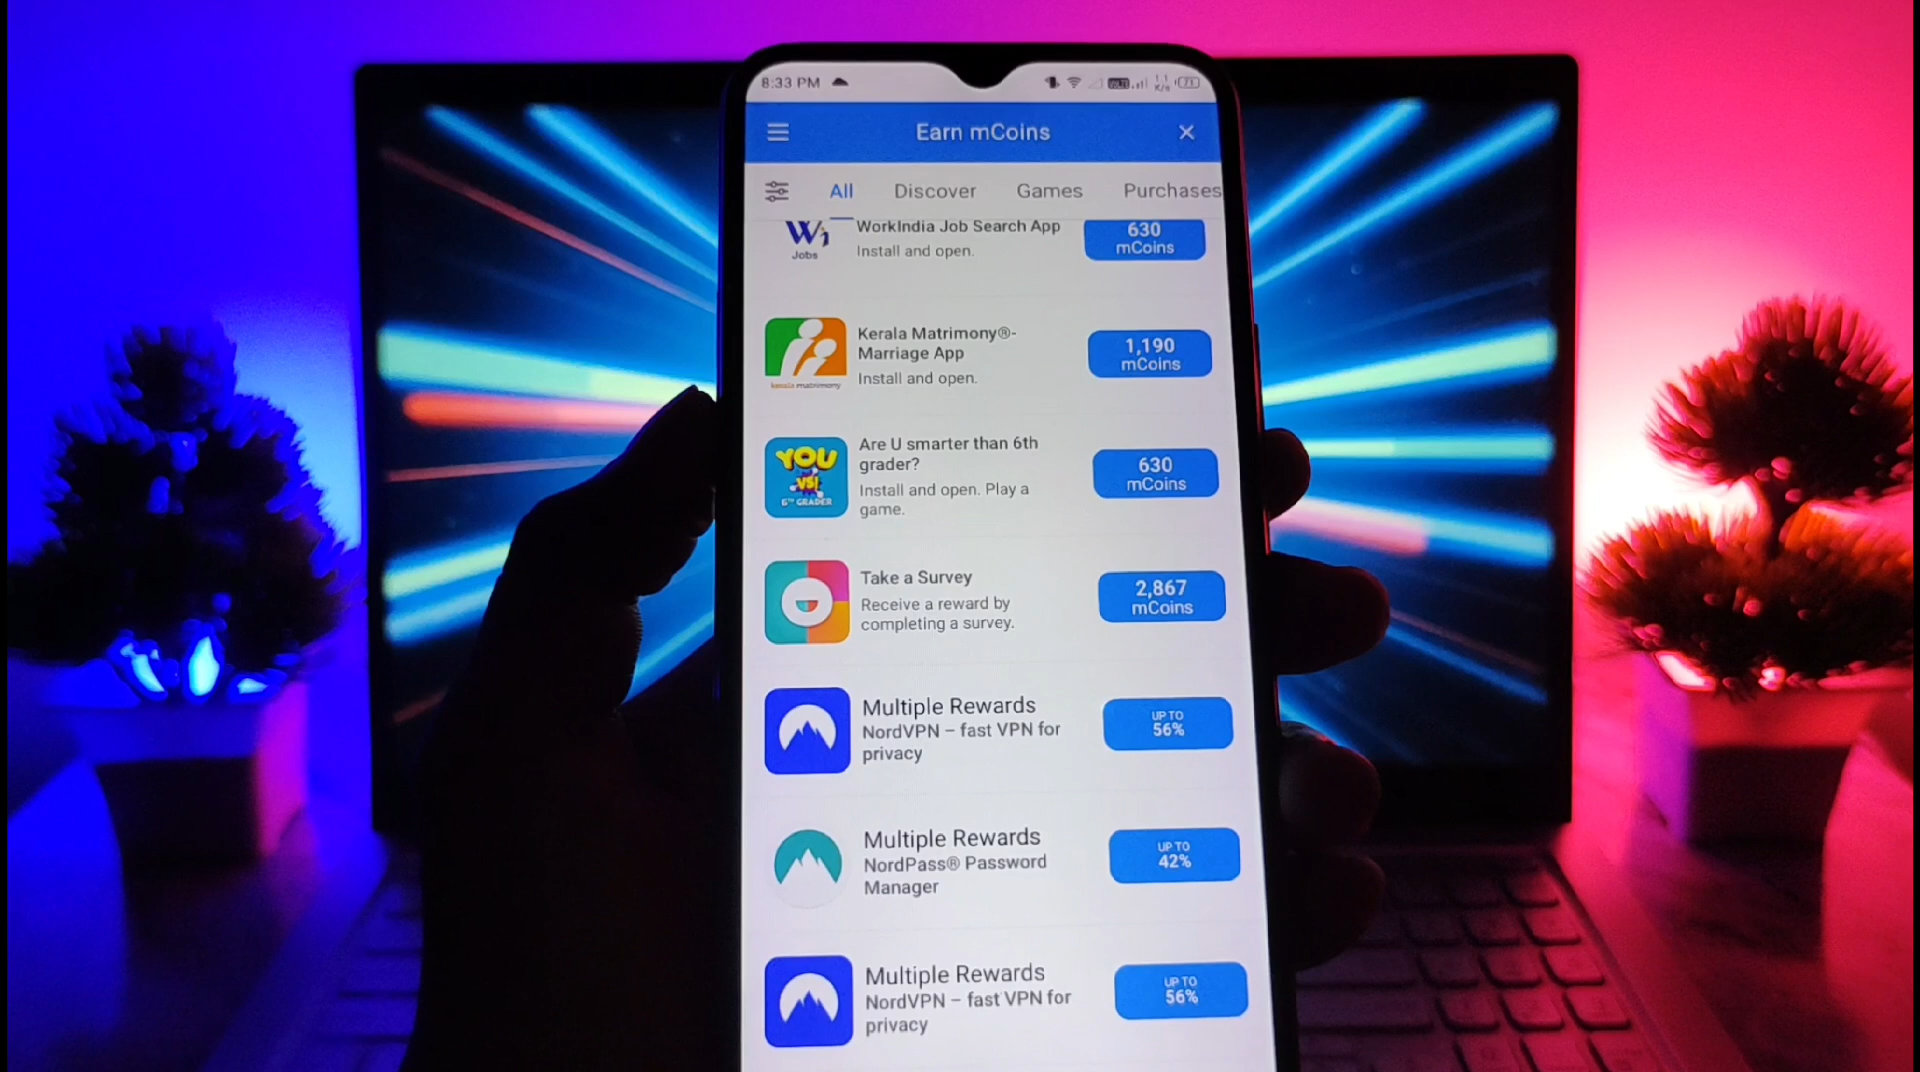 8:33 PM
Earn mCoins
All Discover Games Purchases
WorkIndia Job Search App
Install and open.
630
mCoins
Jobs
Kerala Matrimony®-
Marriage App
Install and open.
1,190
mCoins
kerala matrimony
Are U smarter than 6th
grader?
Install and open. Play a
game.
630
mCoins
YOU
VS!
6TH GRADER
Take a Survey
Receive a reward by
completing a survey.
2,867
mCoins
Multiple Rewards
NordVPN – fast VPN for
privacy
UP TO
56%
Multiple Rewards
NordPass® Password
Manager
UP TO
42%
Multiple Rewards
NordVPN – fast VPN for
privacy
UP TO
56%